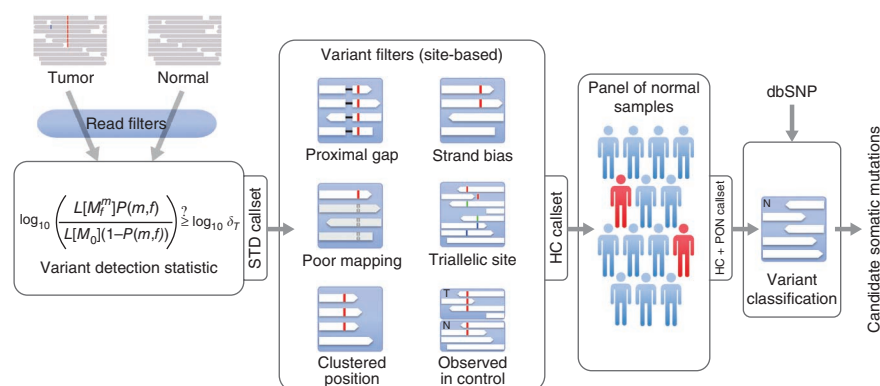 Tumor
Normal
Read filters
log10 (L[M_f^m]P(m,f) / L[M0](1−P(m,f))) ≥? log10 δT
Variant detection statistic
STD callset
Variant filters (site-based)
Proximal gap
Strand bias
Poor mapping
Triallelic site
Clustered
position
T
N
Observed
in control
HC callset
Panel of normal
samples
HC + PON callset
dbSNP
N
Variant
classification
Candidate somatic mutations